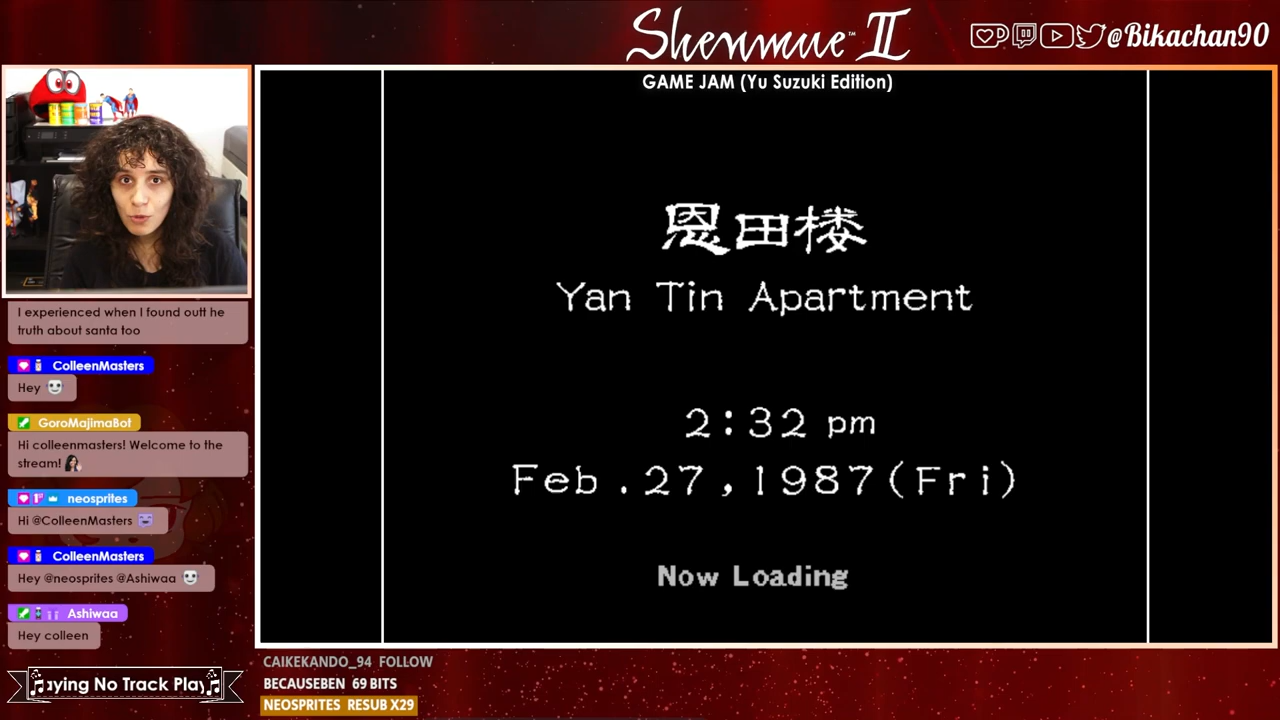 Shenmue™ II
@Bikachan90
GAME JAM (Yu Suzuki Edition)
恩田楼
Yan Tin Apartment
2:32 pm
Feb.27,1987(Fri)
Now Loading
I experienced when I found outt he
truth about santa too
ColleenMasters
Hey
GoroMajimaBot
Hi colleenmasters! Welcome to the
stream!
neosprites
Hi @ColleenMasters
ColleenMasters
Hey @neosprites @Ashiwaa
Ashiwaa
Hey colleen
aying No Track Play
CAIKEKANDO_94 FOLLOW
BECAUSEBEN 69 BITS
NEOSPRITES RESUB X29